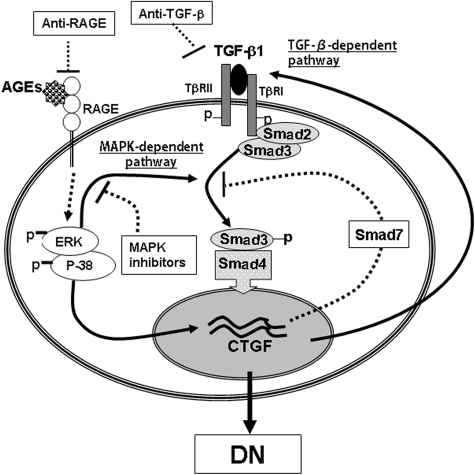 Anti-RAGE
Anti-TGF-β
TGF-β1
TGF-β-dependent
pathway
AGEs
RAGE
TβRII
TβRI
p
p
Smad2
Smad3
MAPK-dependent
pathway
p
ERK
p
P-38
MAPK
inhibitors
Smad3
p
Smad4
Smad7
CTGF
DN